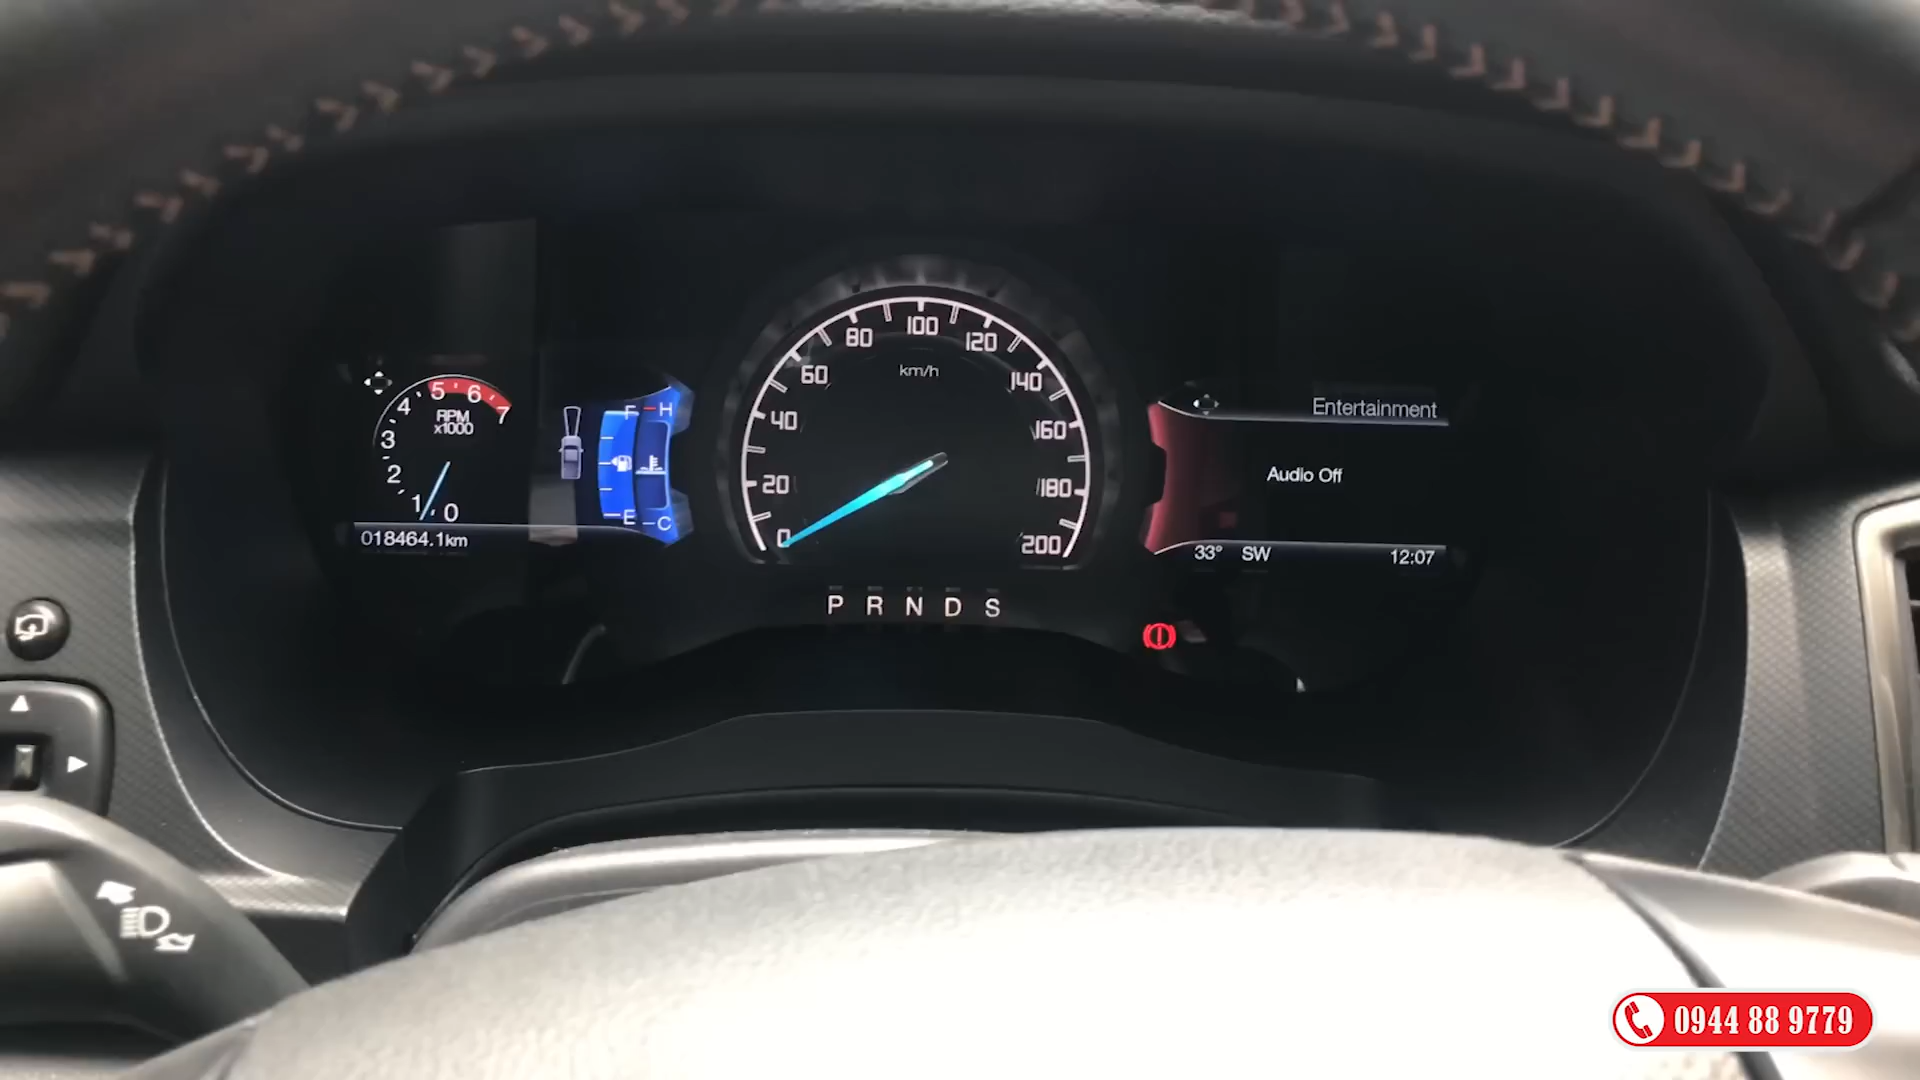 5 6
4 7
RPM
x1000
3
2
1 0
018464.1km
F H
E C
100
80 120
60 km/h 140
40 160
20 180
0 200
P R N D S
Entertainment
Audio Off
33° SW 12:07
0944 88 9779